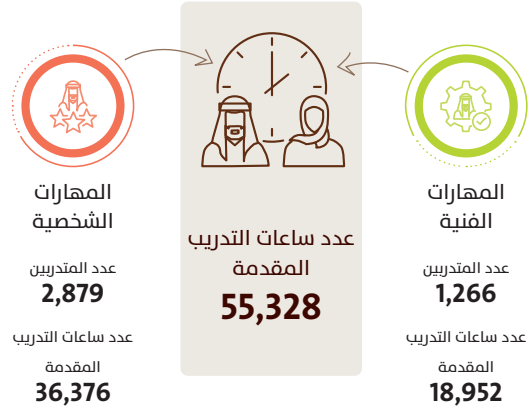 المهارات
الفنية
عدد المتدربين
1,266
عدد ساعات التدريب
المقدمة
18,952
عدد ساعات التدريب
المقدمة
55,328
المهارات
الشخصية
عدد المتدربين
2,879
عدد ساعات التدريب
المقدمة
36,376